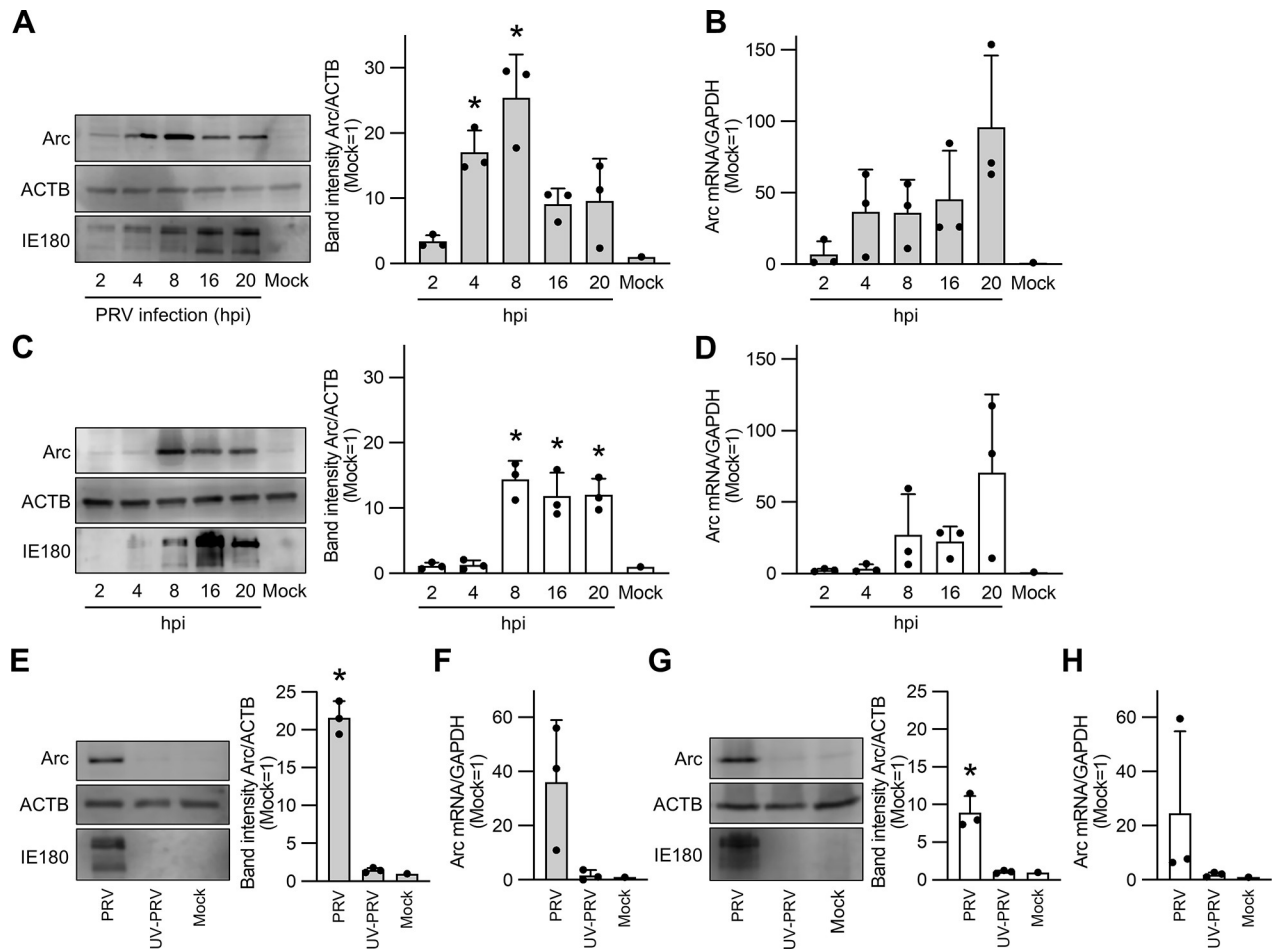 A
Arc
ACTB
IE180
2 4 8 16 20 Mock
PRV infection (hpi)
Band intensity Arc/ACTB
(Mock=1)
30
20
10
0
*
*
2 4 8 16 20 Mock
hpi
B
Arc mRNA/GAPDH
(Mock=1)
150
100
50
0
2 4 8 16 20 Mock
hpi
C
Arc
ACTB
IE180
2 4 8 16 20 Mock
hpi
Band intensity Arc/ACTB
(Mock=1)
30
20
10
0
* * *
2 4 8 16 20 Mock
hpi
D
Arc mRNA/GAPDH
(Mock=1)
150
100
50
0
2 4 8 16 20 Mock
hpi
E
Arc
ACTB
IE180
PRV
UV-PRV
Mock
Band intensity Arc/ACTB
(Mock=1)
25
20
15
10
5
0
*
PRV
UV-PRV
Mock
F
Arc mRNA/GAPDH
(Mock=1)
60
40
20
0
PRV
UV-PRV
Mock
G
Arc
ACTB
IE180
PRV
UV-PRV
Mock
Band intensity Arc/ACTB
(Mock=1)
25
20
15
10
5
0
*
PRV
UV-PRV
Mock
H
Arc mRNA/GAPDH
(Mock=1)
60
40
20
0
PRV
UV-PRV
Mock